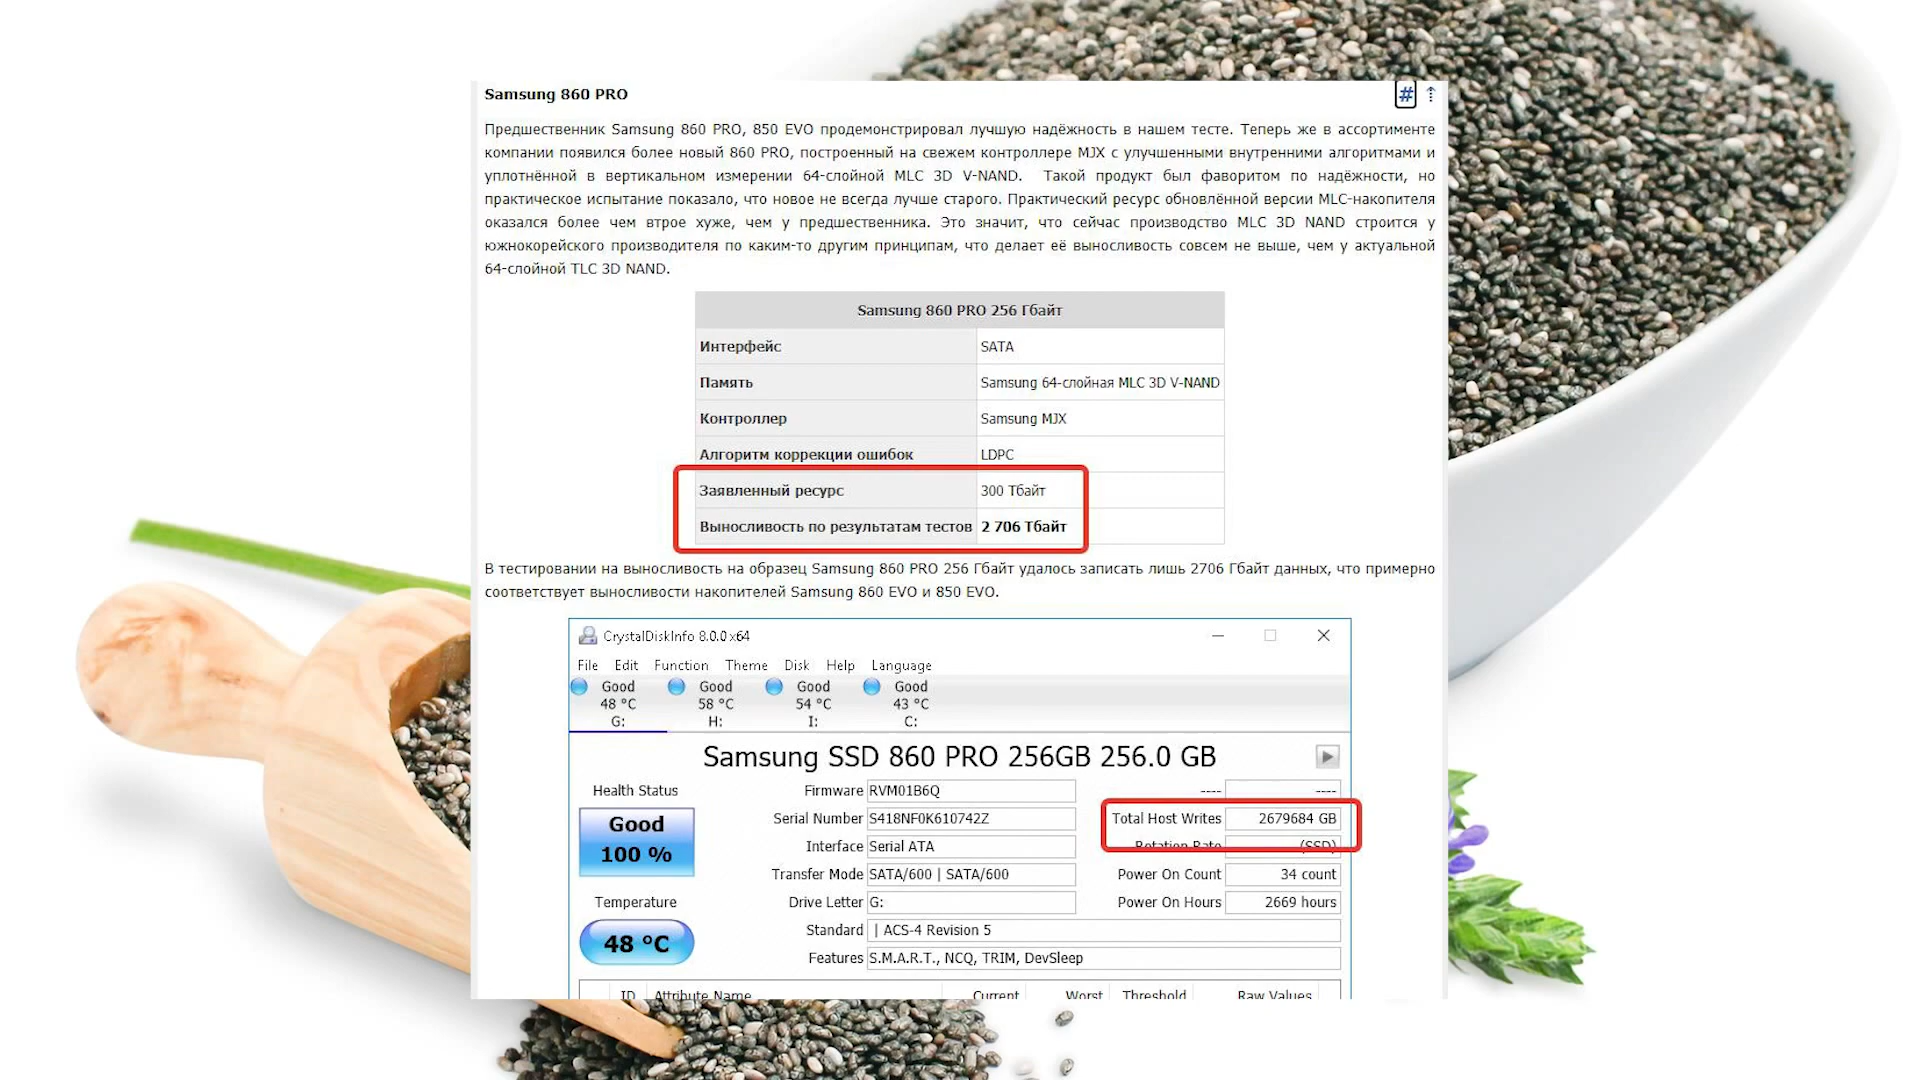 Samsung 860 PRO
#
Предшественник Samsung 860 PRO, 850 EVO продемонстрировал лучшую надёжность в нашем тесте. Теперь же в ассортименте
компании появился более новый 860 PRO, построенный на свежем контроллере MJX с улучшенными внутренними алгоритмами и
уплотнённой в вертикальном измерении 64-слойной MLC 3D V-NAND. Такой продукт был фаворитом по надёжности, но
практическое испытание показало, что новое не всегда лучше старого. Практический ресурс обновлённой версии MLC-накопителя
оказался более чем втрое хуже, чем у предшественника. Это значит, что сейчас производство MLC 3D NAND строится у
южнокорейского производителя по каким-то другим принципам, что делает её выносливость совсем не выше, чем у актуальной
64-слойной TLC 3D NAND.
Samsung 860 PRO 256 Гбайт
Интерфейс SATA
Память Samsung 64-слойная MLC 3D V-NAND
Контроллер Samsung MJX
Алгоритм коррекции ошибок LDPC
Заявленный ресурс 300 Тбайт
Выносливость по результатам тестов 2 706 Тбайт
В тестировании на выносливость на образец Samsung 860 PRO 256 Гбайт удалось записать лишь 2706 Гбайт данных, что примерно
соответствует выносливости накопителей Samsung 860 EVO и 850 EVO.
CrystalDiskInfo 8.0.0 x64
File Edit Function Theme Disk Help Language
Good Good Good Good
48 °C 58 °C 54 °C 43 °C
G: H: I: C:
Samsung SSD 860 PRO 256GB 256.0 GB
Health Status Firmware RVM01B6Q ---- ----
Good Serial Number S418NF0K610742Z Total Host Writes 2679684 GB
100 % Interface Serial ATA Rotation Rate (SSD)
Transfer Mode SATA/600 | SATA/600 Power On Count 34 count
Temperature Drive Letter G: Power On Hours 2669 hours
48 °C Standard | ACS-4 Revision 5
Features S.M.A.R.T., NCQ, TRIM, DevSleep
ID Attribute Name Current Worst Threshold Raw Values